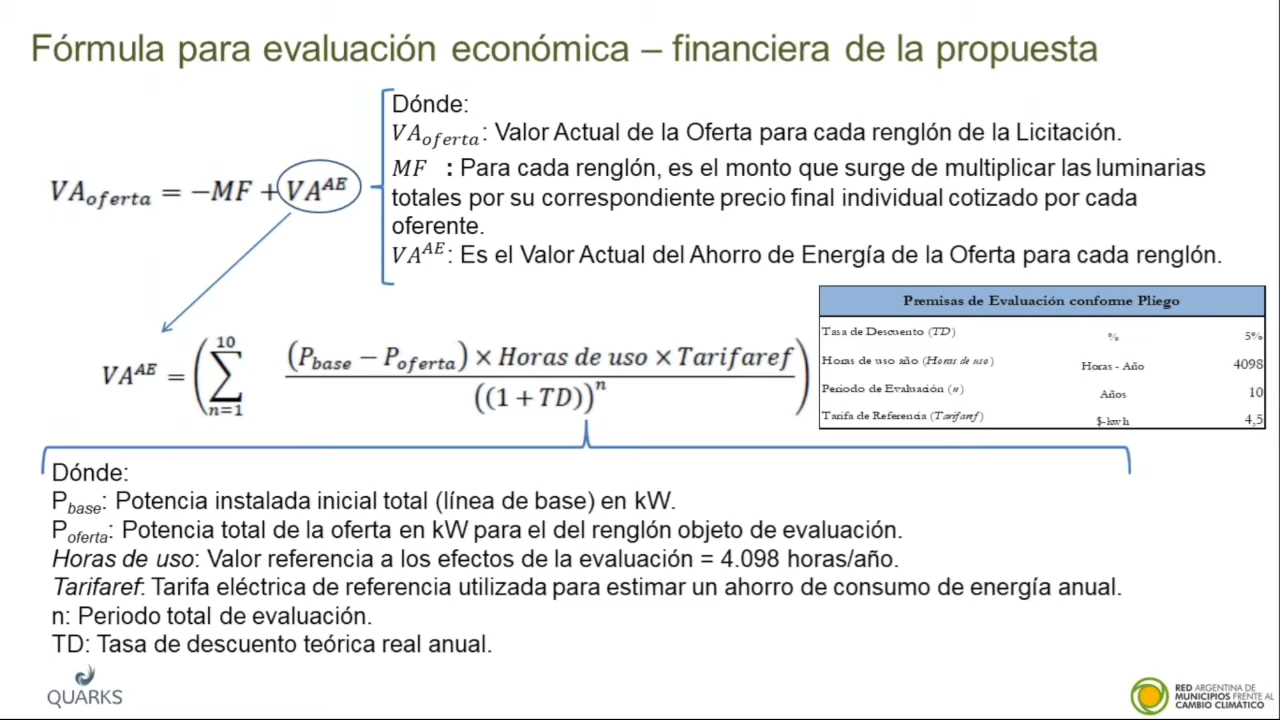 Fórmula para evaluación económica – financiera de la propuesta
Dónde:
VA_oferta: Valor Actual de la Oferta para cada renglón de la Licitación.
MF : Para cada renglón, es el monto que surge de multiplicar las luminarias
totales por su correspondiente precio final individual cotizado por cada
oferente.
VA^AE: Es el Valor Actual del Ahorro de Energía de la Oferta para cada renglón.
VA_oferta = −MF + VA^AE
VA^AE = (∑_{n=1}^{10} ((P_base − P_oferta) × Horas de uso × Tarifaref) / ((1 + TD))^n)
Premisas de Evaluación conforme Pliego
Tasa de Descuento (TD) % 5%
Horas de uso año (Horas de uso) Horas - Año 4098
Periodo de Evaluación (n) Años 10
Tarifa de Referencia (Tarifaref) $-kwh 4,5
Dónde:
P_base: Potencia instalada inicial total (línea de base) en kW.
P_oferta: Potencia total de la oferta en kW para el del renglón objeto de evaluación.
Horas de uso: Valor referencia a los efectos de la evaluación = 4.098 horas/año.
Tarifaref: Tarifa eléctrica de referencia utilizada para estimar un ahorro de consumo de energía anual.
n: Periodo total de evaluación.
TD: Tasa de descuento teórica real anual.
QUARKS
RED ARGENTINA DE
MUNICIPIOS FRENTE AL
CAMBIO CLIMÁTICO